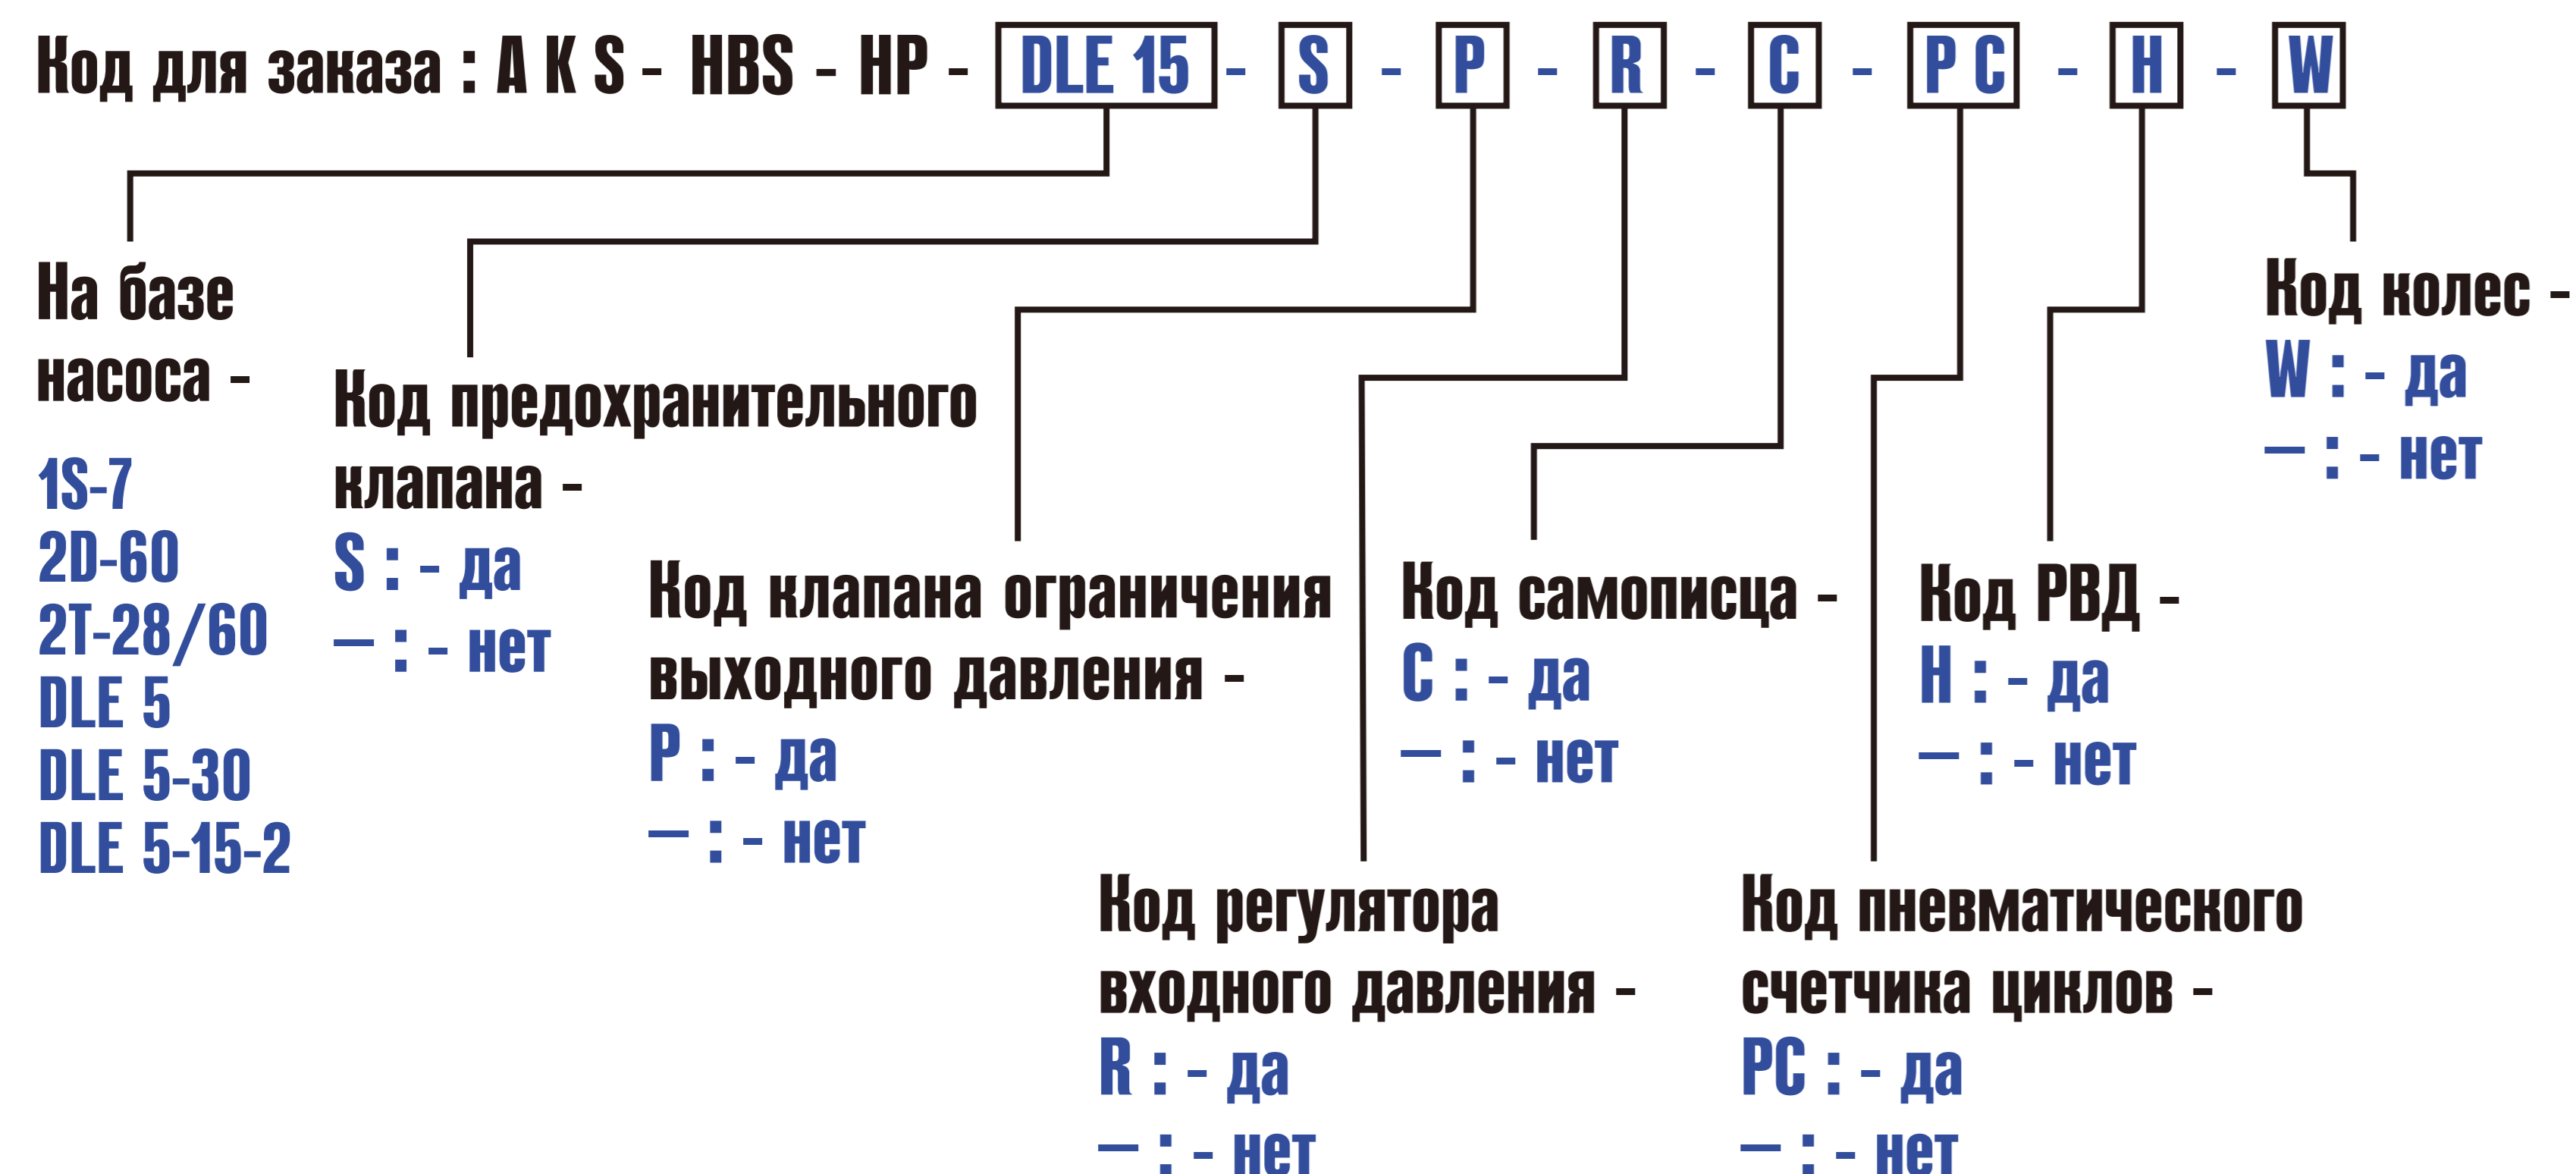 Код для заказа : A K S - HBS - HP - DLE 15 - S - P - R - C - P C - H - W
На базе
насоса -
1S-7
2D-60
2T-28/60
DLE 5
DLE 5-30
DLE 5-15-2
Код предохранительного
клапана -
S : - да
— : - нет
Код клапана ограничения
выходного давления -
P : - да
— : - нет
Код регулятора
входного давления -
R : - да
— : - нет
Код самописца -
C : - да
— : - нет
Код пневматического
счетчика циклов -
PC : - да
— : - нет
Код РВД -
H : - да
— : - нет
Код колес -
W : - да
— : - нет